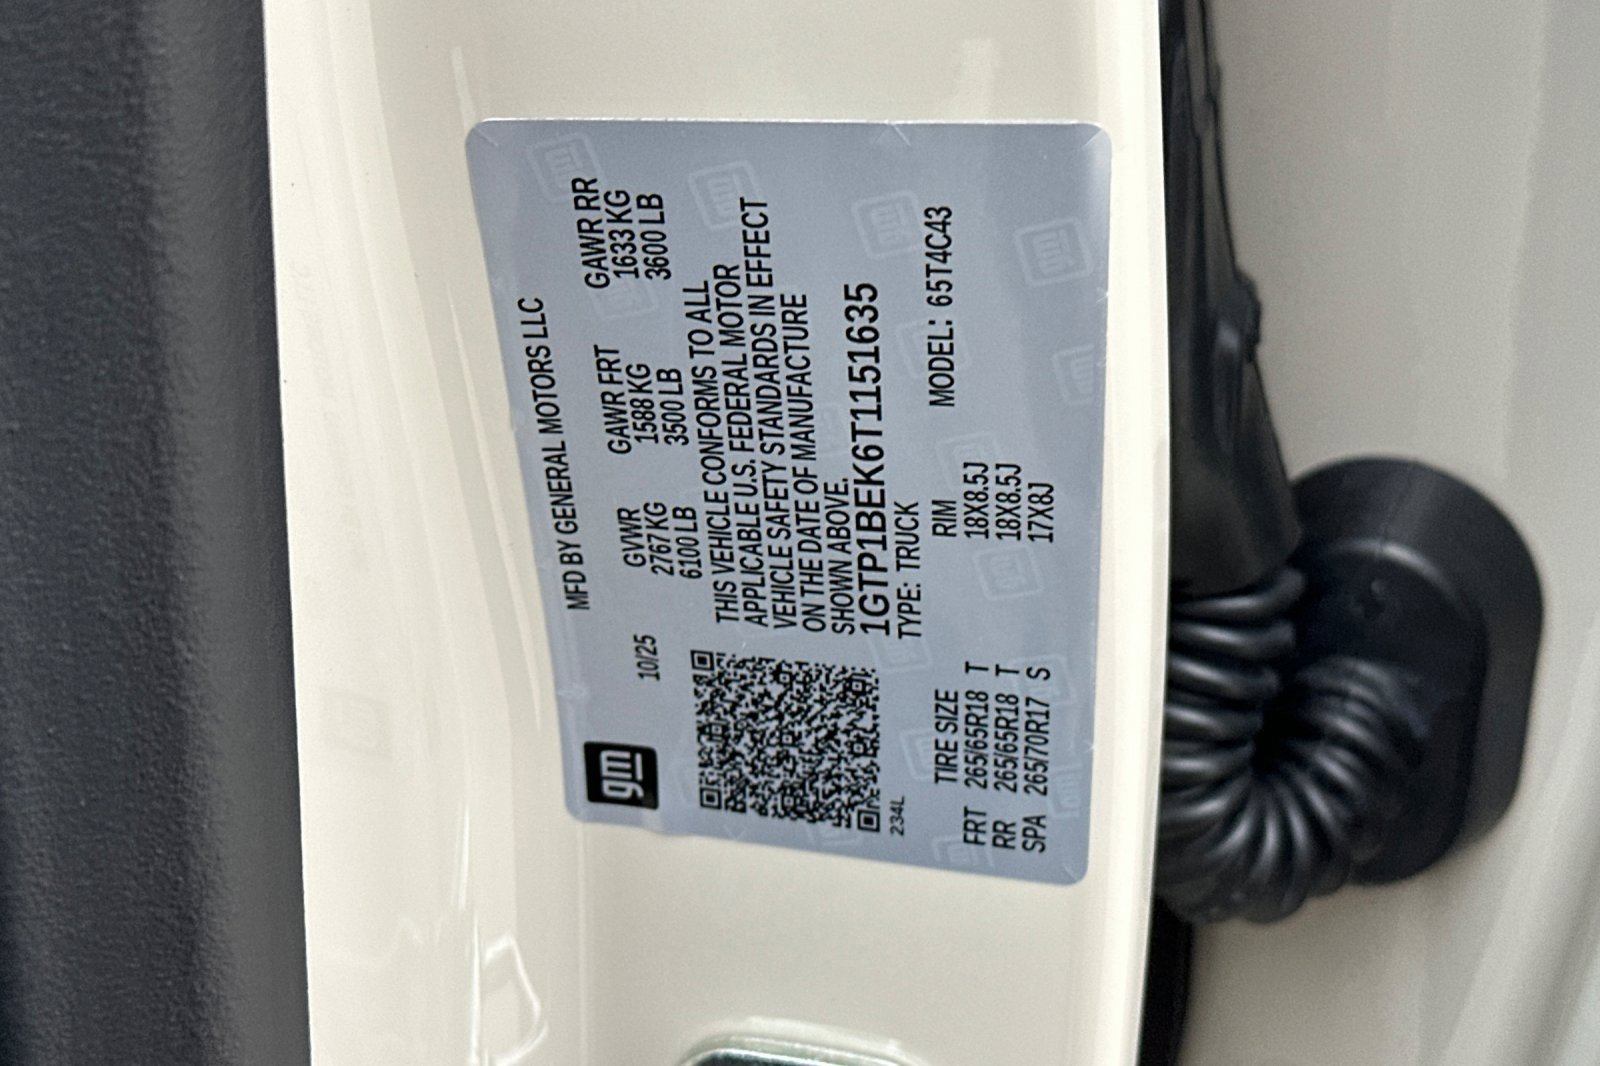 MFD BY GENERAL MOTORS LLC
gm
10/25 GVWR GAWR FRT GAWR RR
2767 KG 1588 KG 1633 KG
6100 LB 3500 LB 3600 LB
THIS VEHICLE CONFORMS TO ALL
APPLICABLE U.S. FEDERAL MOTOR
VEHICLE SAFETY STANDARDS IN EFFECT
ON THE DATE OF MANUFACTURE
SHOWN ABOVE.
1GTP1BEK6T1151635
TYPE: TRUCK MODEL: 65T4C43
234L
TIRE SIZE RIM
FRT 265/65R18 T 18X8.5J
RR 265/65R18 T 18X8.5J
SPA 265/70R17 S 17X8J